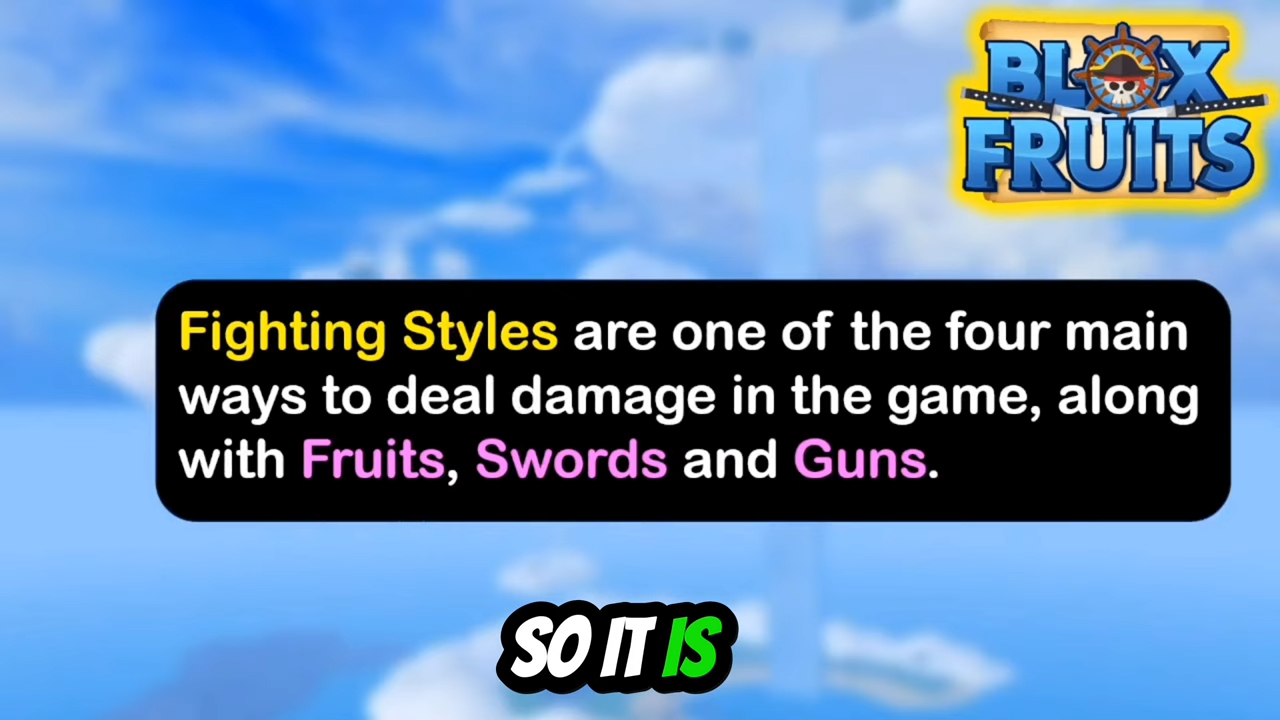 BLOX
FRUITS
Fighting Styles are one of the four main
ways to deal damage in the game, along
with Fruits, Swords and Guns.
SO IT IS